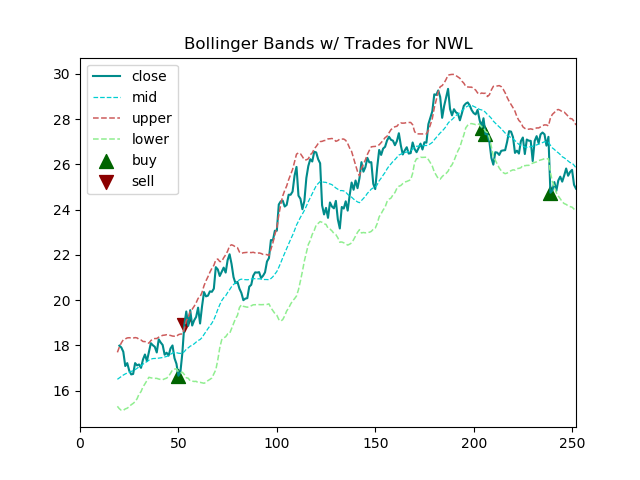 Bollinger Bands w/ Trades for NWL
close
mid
upper
lower
buy
sell
30
28
26
24
22
20
18
16
0 50 100 150 200 250